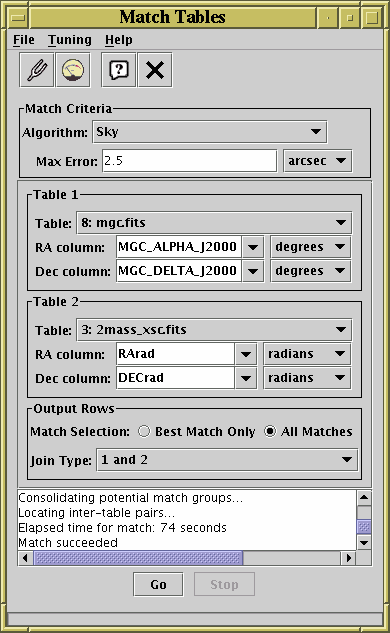 Match Tables
File Tuning Help
Match Criteria
Algorithm: Sky
Max Error: 2.5 arcsec
Table 1
Table: 8: mgc.fits
RA column: MGC_ALPHA_J2000 degrees
Dec column: MGC_DELTA_J2000 degrees
Table 2
Table: 3: 2mass_xsc.fits
RA column: RArad radians
Dec column: DECrad radians
Output Rows
Match Selection: Best Match Only All Matches
Join Type: 1 and 2
Consolidating potential match groups...
Locating inter-table pairs...
Elapsed time for match: 74 seconds
Match succeeded
Go Stop